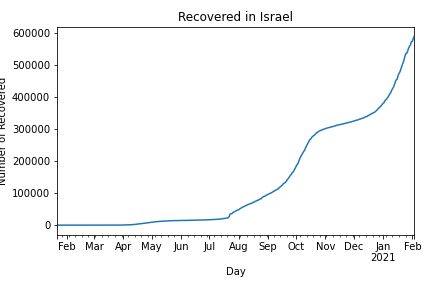 Recovered in Israel
Number of Recovered
600000
500000
400000
300000
200000
100000
0
Feb Mar Apr May Jun Jul Aug Sep Oct Nov Dec Jan Feb
2021
Day